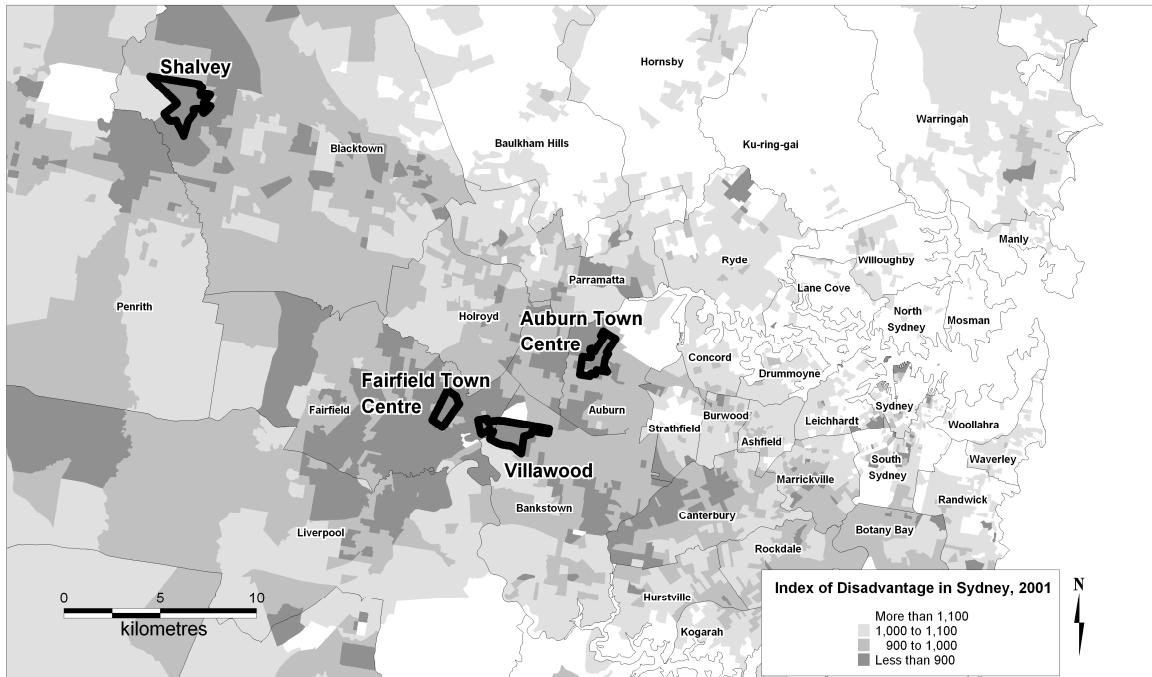 Shalvey
Hornsby
Warringah
Blacktown
Baulkham Hills
Ku-ring-gai
Manly
Ryde
Willoughby
Parramatta
Lane Cove
Penrith
Holroyd
Auburn Town
Centre
North
Sydney
Mosman
Concord
Drummoyne
Fairfield Town
Centre
Fairfield
Auburn
Burwood
Strathfield
Ashfield
Leichhardt
Sydney
Woollahra
Villawood
South
Sydney
Waverley
Marrickville
Bankstown
Canterbury
Randwick
Liverpool
Botany Bay
Rockdale
Hurstville
Kogarah
0 5 10
kilometres
Index of Disadvantage in Sydney, 2001
More than 1,100
1,000 to 1,100
900 to 1,000
Less than 900
N